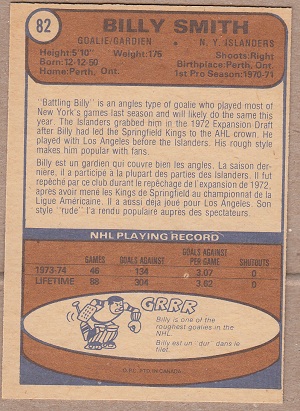 82
BILLY SMITH
GOALIE/GARDIEN • N.Y. ISLANDERS
Height:5'10" Weight:175 Shoots:Right
Born:12-12-50 Birthplace:Perth, Ont.
Home:Perth, Ont. 1st Pro Season:1970-71
"Battling Billy" is an angles type of goalie who played most of
New York's games last season and will likely do the same this
year. The Islanders grabbed him in the 1972 Expansion Draft
after Billy had led the Springfield Kings to the AHL crown. He
played with Los Angeles before the Islanders. His rough style
makes him popular with fans.
Billy est un gardien qui couvre bien les angles. La saison der-
nière, il a participé à la plupart des parties des Islanders. Il fut
repêché par ce club durant le repêchage de l'expansion de 1972,
après avoir mené les Kings de Springfield au championnat de la
Ligue Américaine. Il a aussi déjà joué pour Los Angeles. Son
style "rude" l'a rendu populaire auprès des spectateurs.
NHL PLAYING RECORD
GAMES GOALS AGAINST GOALS AGAINST PER GAME SHUTOUTS
1973-74 46 134 3.07 0
LIFETIME 88 304 3.62 0
GRRR
Billy is one of the
roughest goalies in the
NHL.
Billy est un "dur" dans le
filet.
O.P.C. PTD. IN CANADA